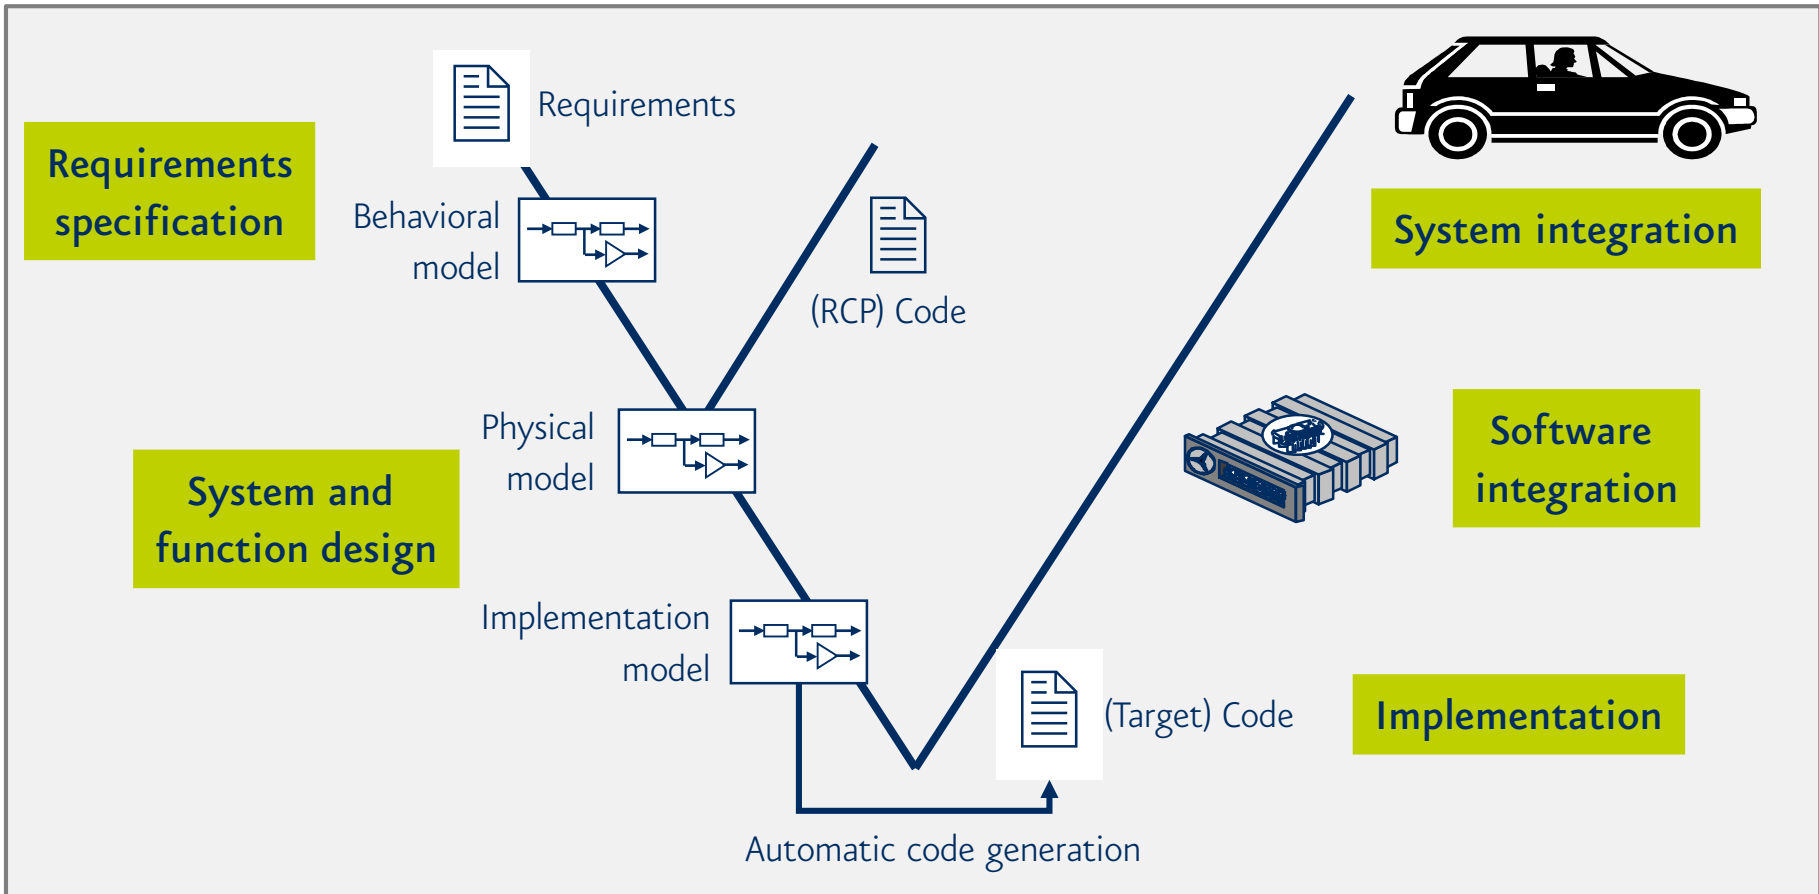 Requirements
Requirements
specification
Behavioral
model
(RCP) Code
System integration
Physical
model
Software
integration
System and
function design
Implementation
model
(Target) Code
Implementation
Automatic code generation